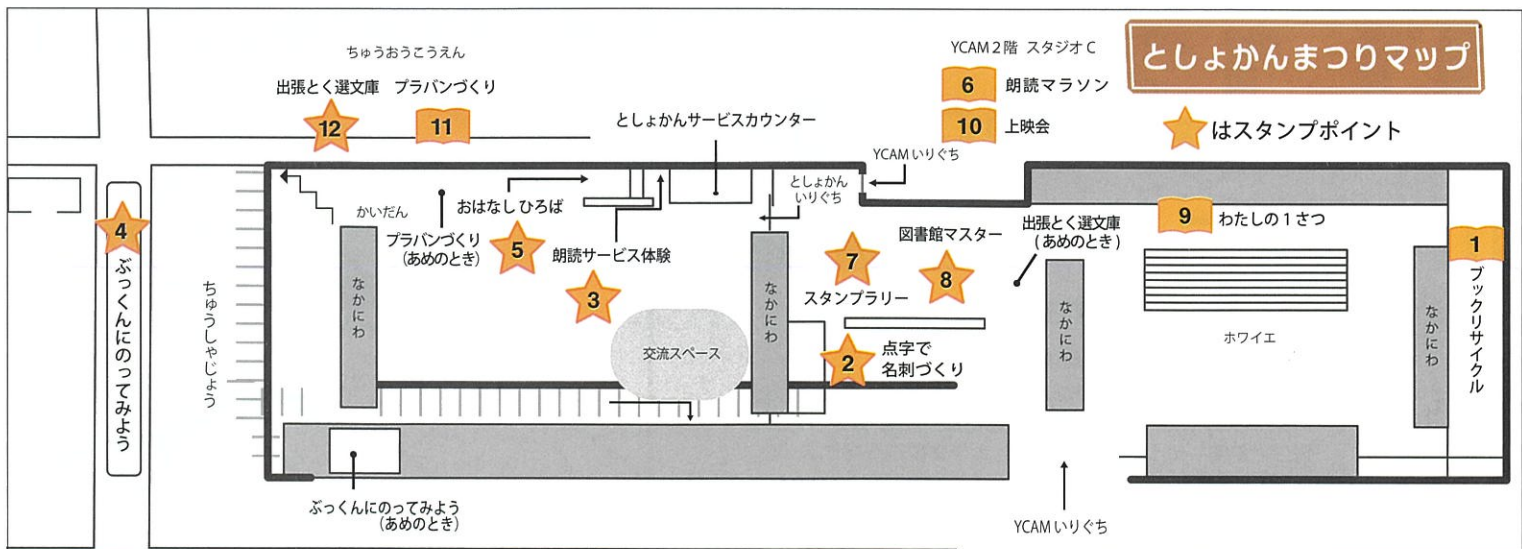 としょかんまつりマップ
ちゅうおうこうえん
出張とく選文庫
12
プラバンづくり
11
としょかんサービスカウンター
YCAM2階 スタジオC
6
朗読マラソン
10
上映会
はスタンプポイント
YCAMいりぐち
としょかん
いりぐち
4
ぶっくんにのってみよう
ちゅうしゃじょう
かいだん
なかにわ
プラバンづくり
(あめのとき)
おはなしひろば
5
朗読サービス体験
3
交流スペース
なかにわ
7
スタンプラリー
図書館マスター
8
出張とく選文庫
(あめのとき)
2
点字で
名刺づくり
なかにわ
9
わたしの1さつ
ホワイエ
なかにわ
1
ブックリサイクル
ぶっくんにのってみよう
(あめのとき)
YCAMいりぐち